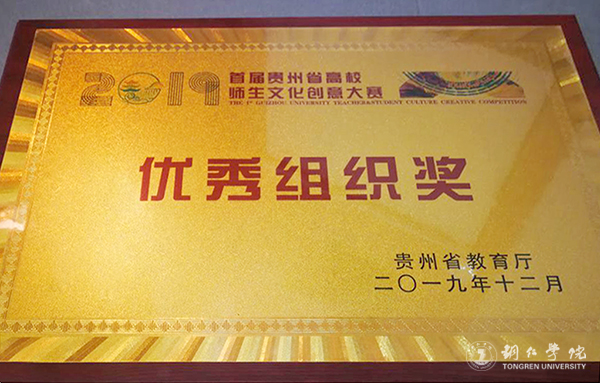 2019
首届贵州省高校
师生文化创意大赛
THE 1st GUIZHOU UNIVERSITY TEACHER&STUDENT CULTURE CREATIVE COMPETITION
优秀组织奖
贵州省教育厅
二〇一九年十二月
铜仁学院
TONGREN UNIVERSITY